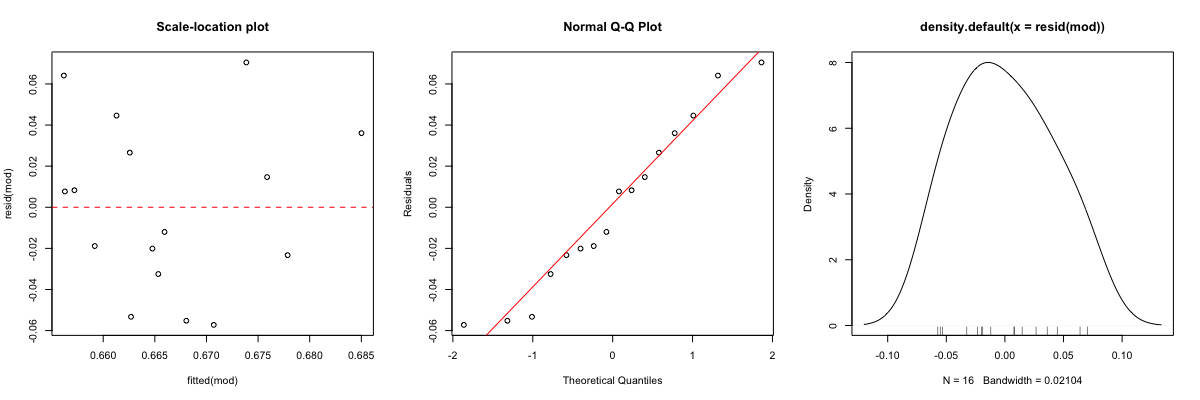 Scale-location plot
resid(mod)
0.06
0.04
0.02
0.00
-0.02
-0.04
-0.06
0.660 0.665 0.670 0.675 0.680 0.685
fitted(mod)
Normal Q-Q Plot
Residuals
0.06
0.04
0.02
0.00
-0.02
-0.04
-0.06
-2 -1 0 1 2
Theoretical Quantiles
density.default(x = resid(mod))
Density
8
6
4
2
0
-0.10 -0.05 0.00 0.05 0.10
N = 16 Bandwidth = 0.02104